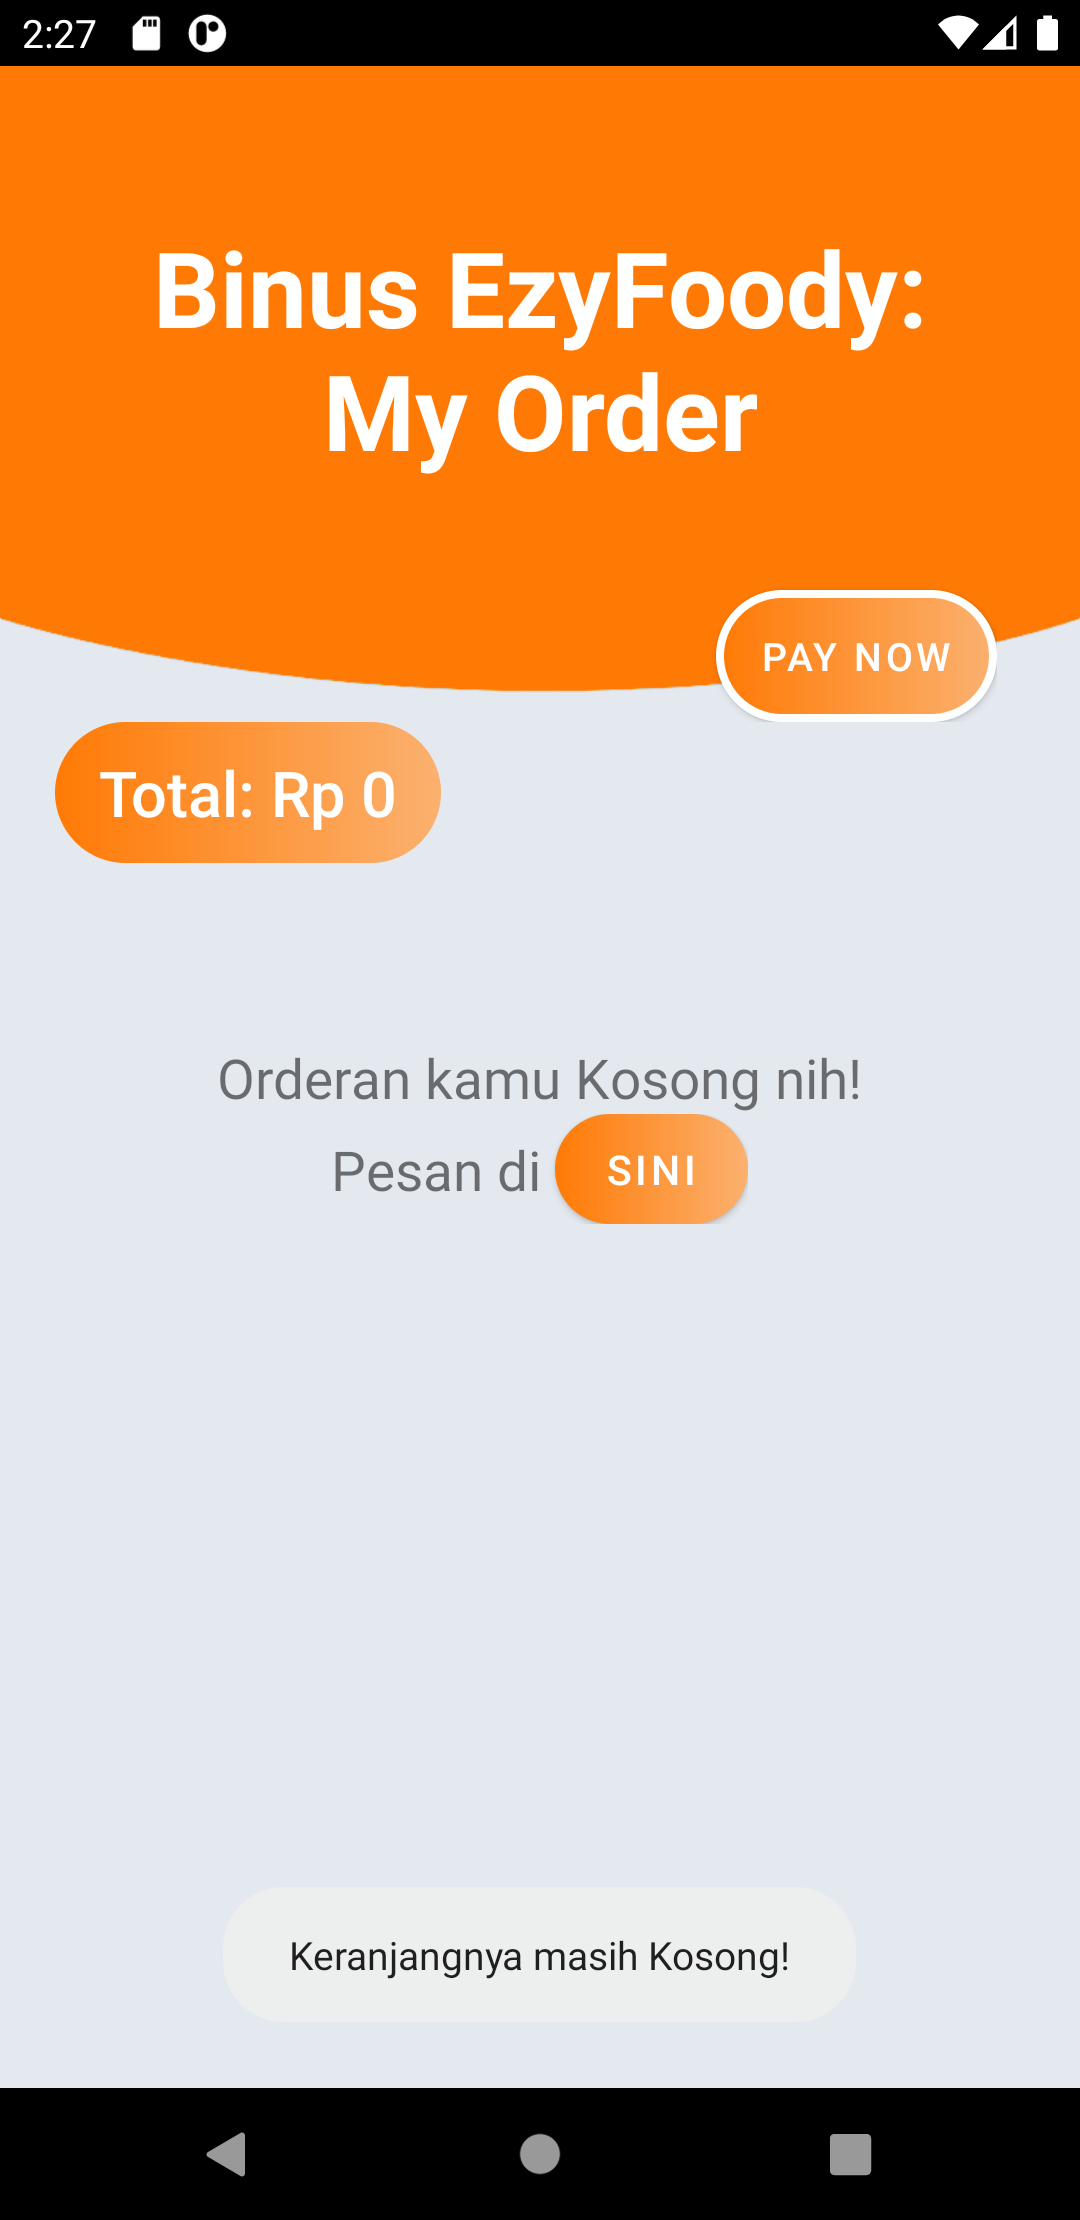 2:27
Binus EzyFoody:
My Order
PAY NOW
Total: Rp 0
Orderan kamu Kosong nih!
Pesan di SINI
Keranjangnya masih Kosong!